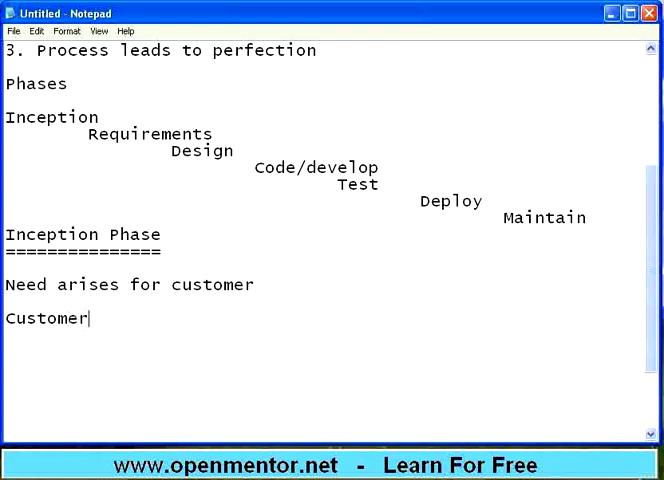 Untitled - Notepad
File Edit Format View Help
3. Process leads to perfection
Phases
Inception
Requirements
Design
Code/develop
Test
Deploy
Maintain
Inception Phase
===============
Need arises for customer
Customer
www.openmentor.net - Learn For Free